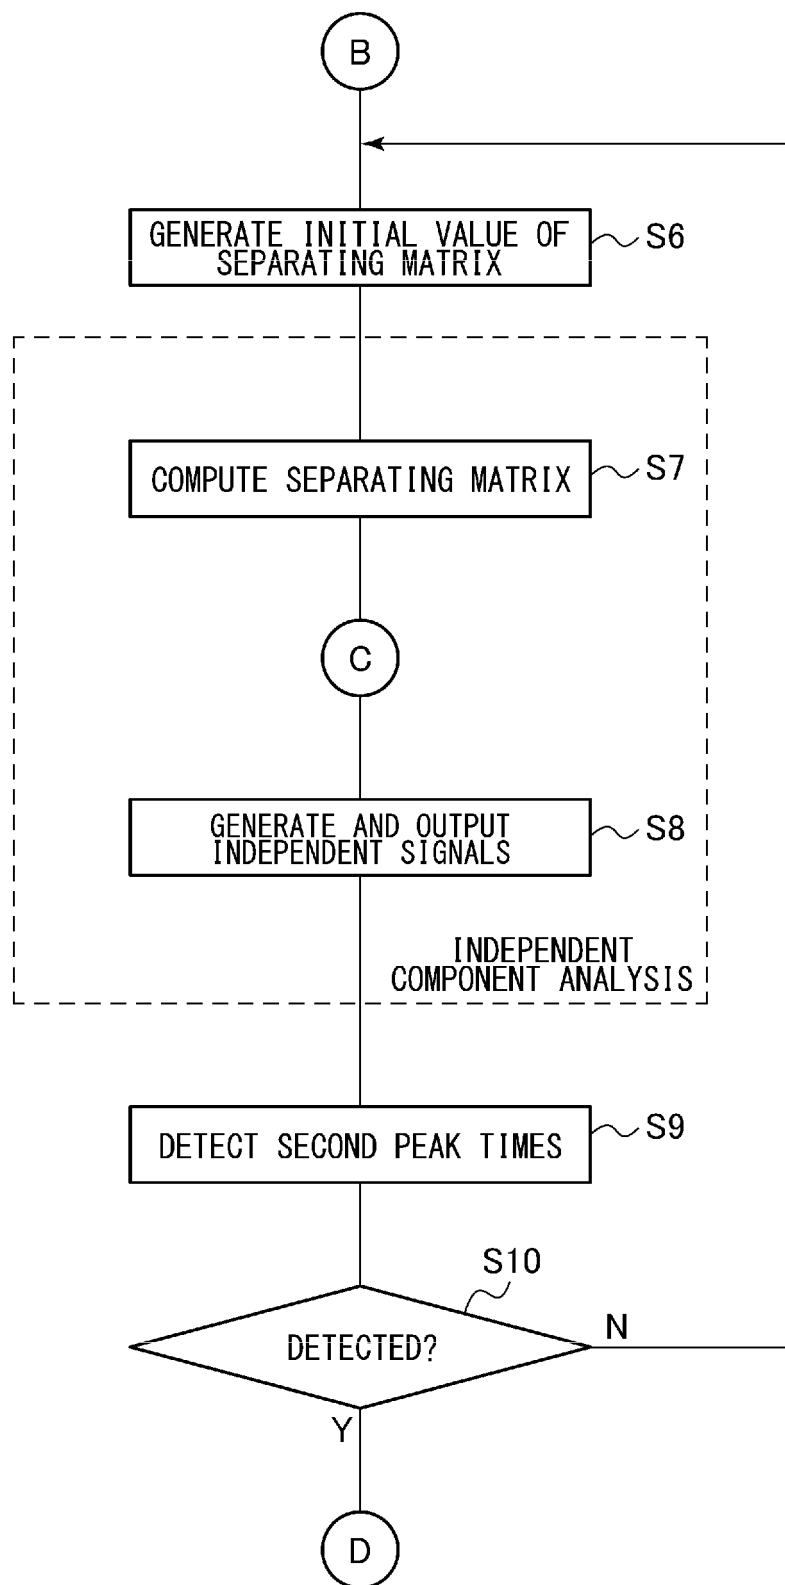 B
GENERATE INITIAL VALUE OF
SEPARATING MATRIX
S6
COMPUTE SEPARATING MATRIX
S7
C
GENERATE AND OUTPUT
INDEPENDENT SIGNALS
S8
INDEPENDENT
COMPONENT ANALYSIS
DETECT SECOND PEAK TIMES
S9
S10
DETECTED?
N
Y
D